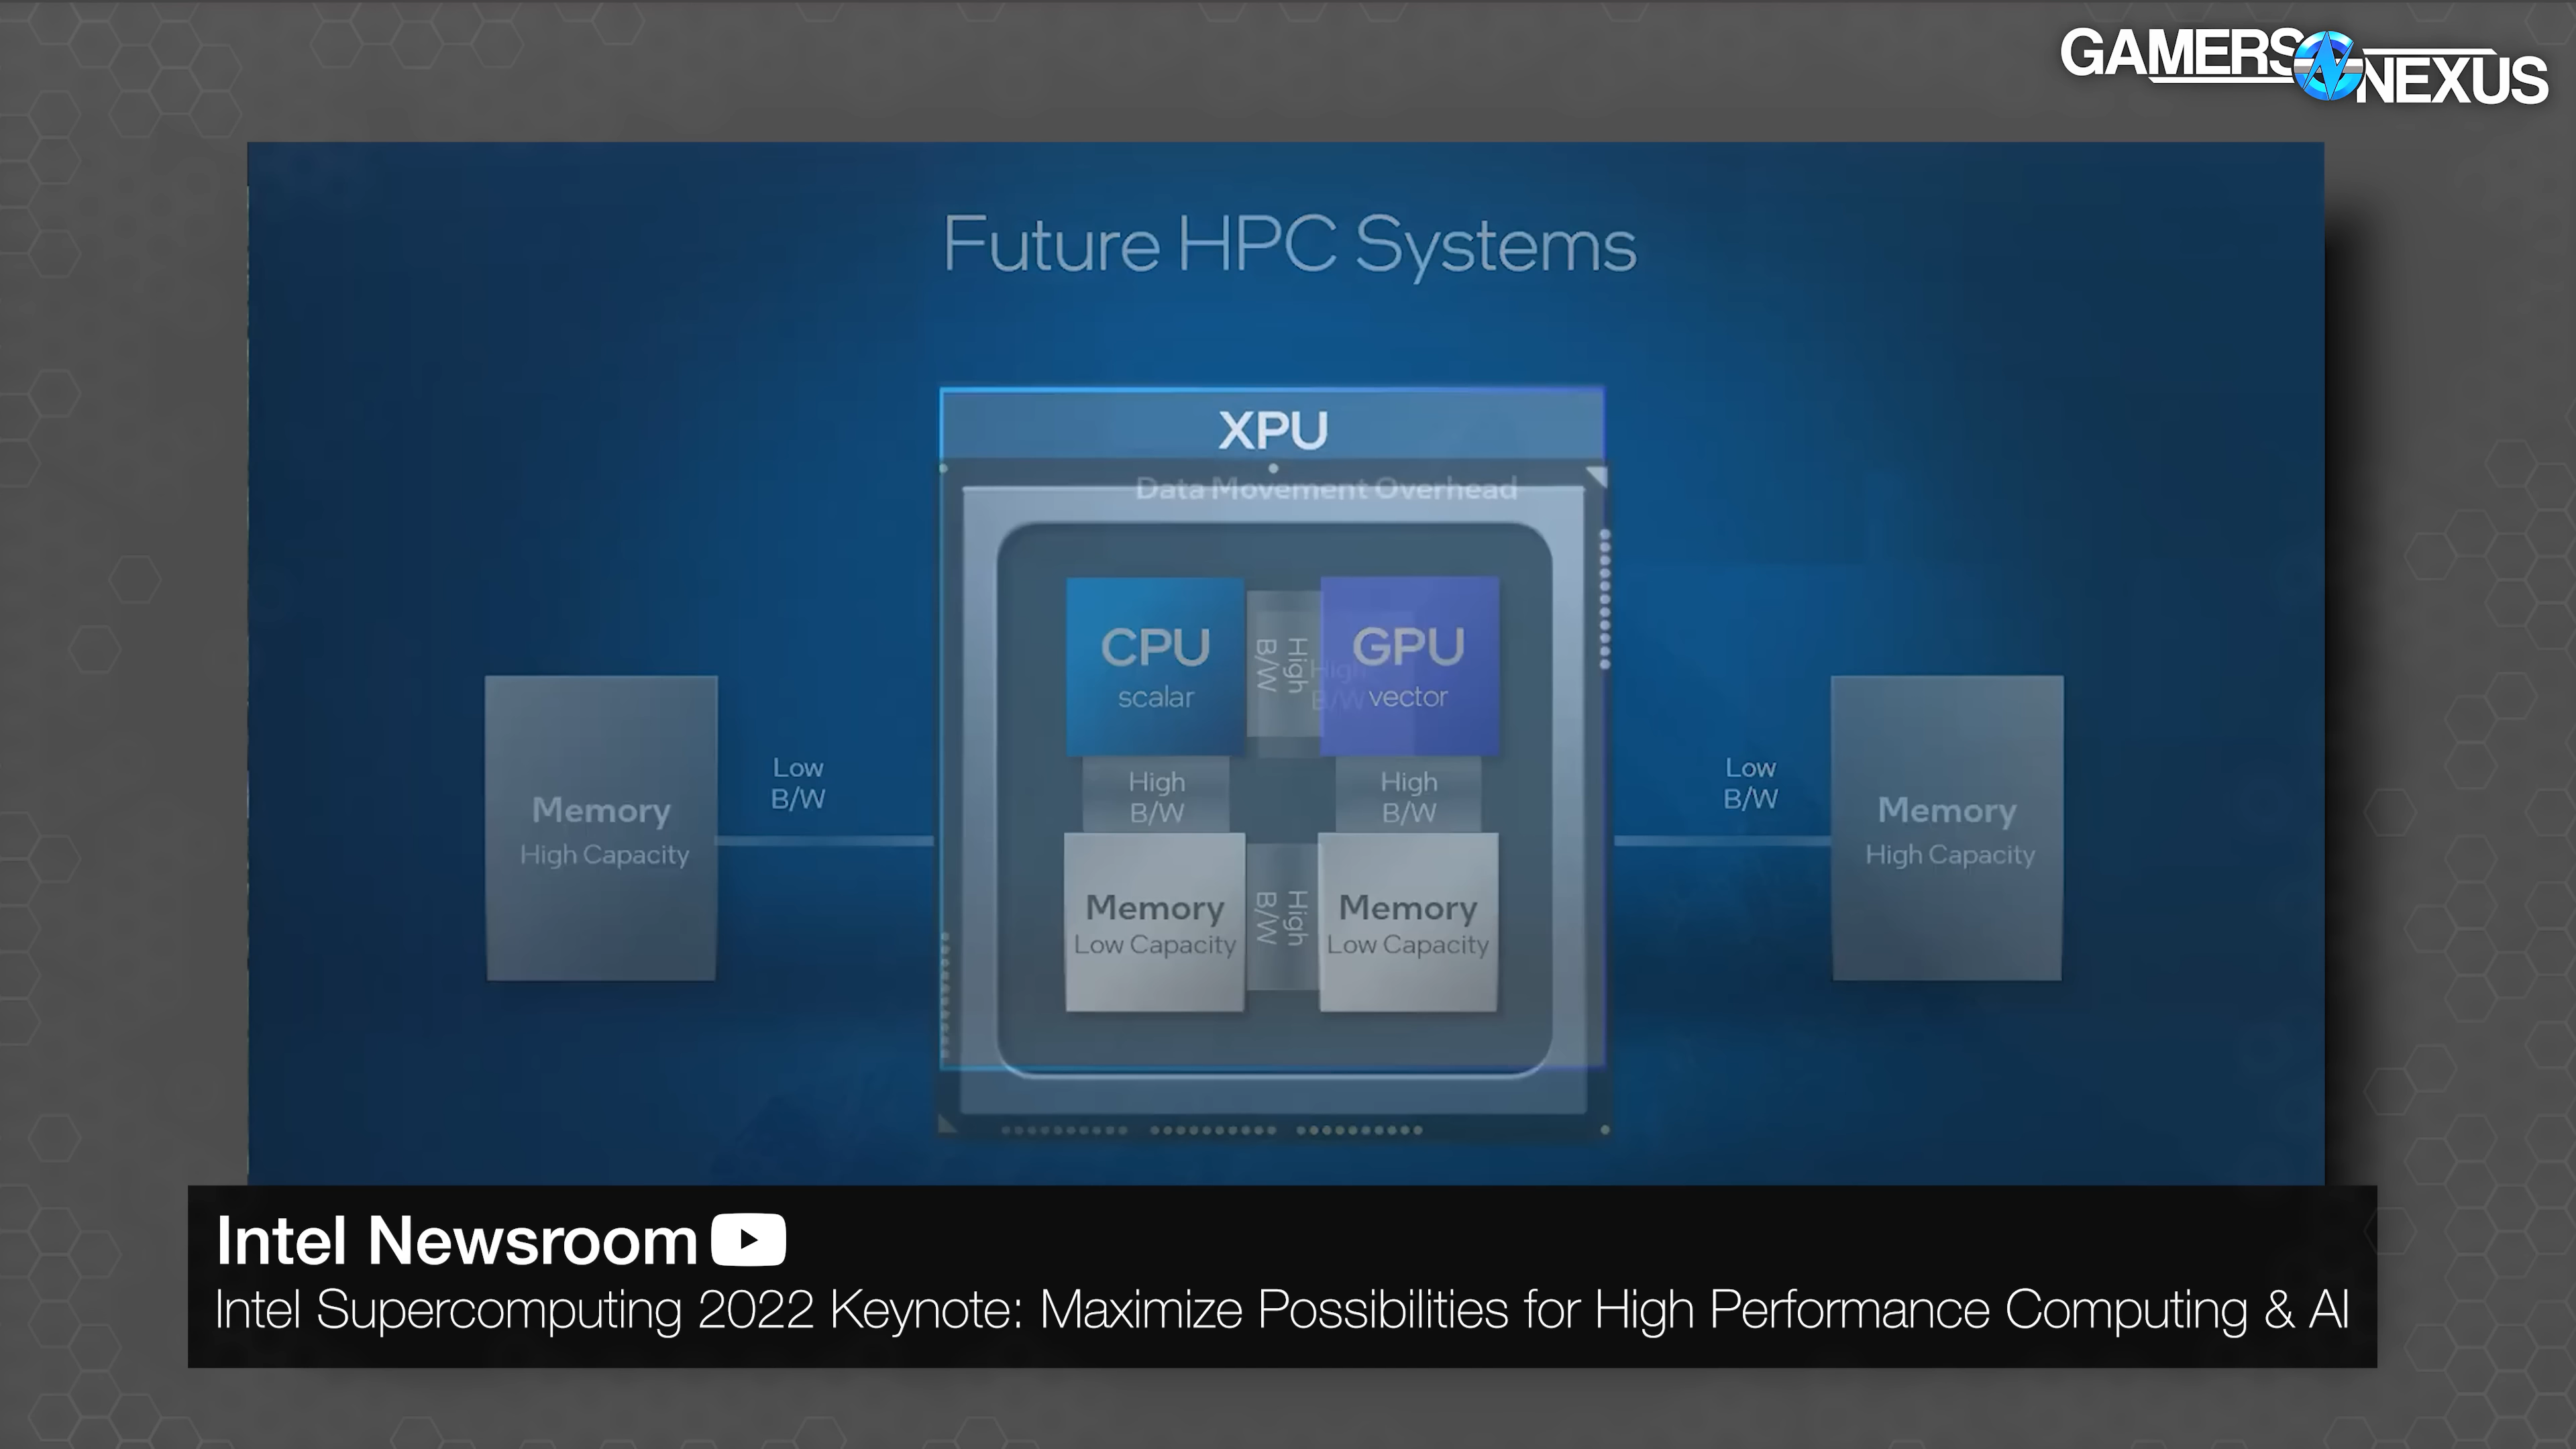 GAMERS NEXUS
Future HPC Systems
XPU
Data Movement Overhead
CPU
scalar
High
B/W
High
B/W
GPU
vector
Low
B/W
High
B/W
High
B/W
Low
B/W
Memory
High Capacity
Memory
Low Capacity
High
B/W
Memory
Low Capacity
Memory
High Capacity
Intel Newsroom
Intel Supercomputing 2022 Keynote: Maximize Possibilities for High Performance Computing & AI